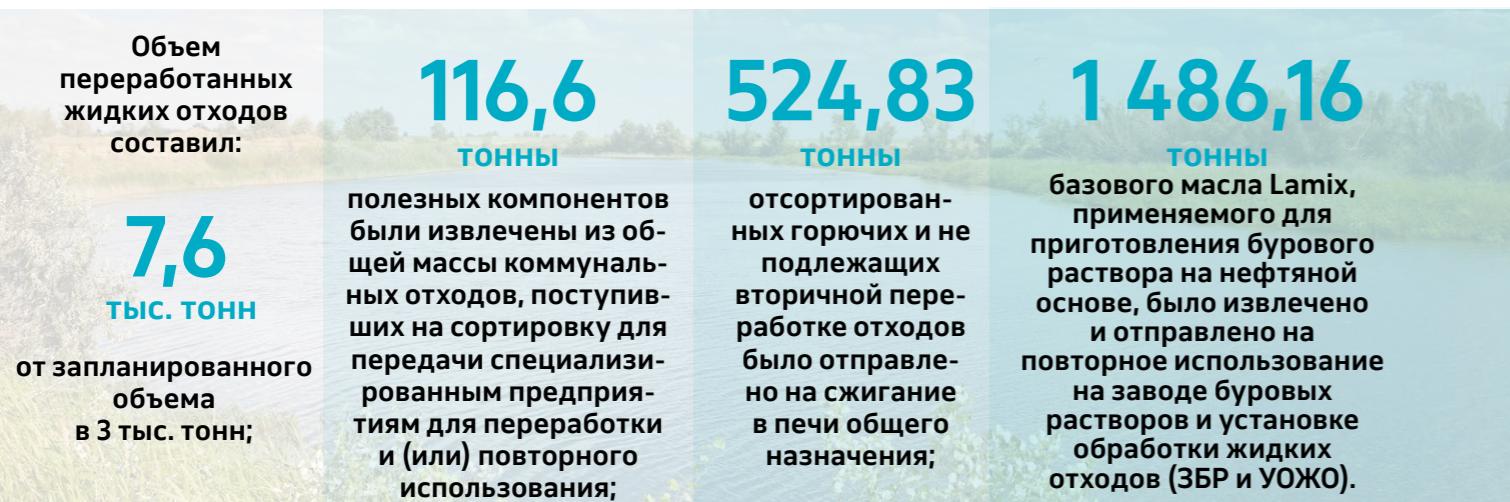 Объем
переработанных
жидких отходов
составил:
7,6
тыс. тонн
от запланированного
объема
в 3 тыс. тонн;
116,6
тонны
полезных компонентов
были извлечены из об-
щей массы коммуналь-
ных отходов, поступив-
ших на сортировку для
передачи специализи-
рованным предприя-
тиям для переработки
и (или) повторного
использования;
524,83
тонны
отсортирован-
ных горючих и не
подлежащих
вторичной пере-
работке отходов
было отправле-
но на сжигание
в печи общего
назначения;
1 486,16
тонны
базового масла Lamix,
применяемого для
приготовления бурового
раствора на нефтяной
основе, было извлечено
и отправлено на
повторное использование
на заводе буровых
растворов и установке
обработки жидких
отходов (ЗБР и УОЖО).